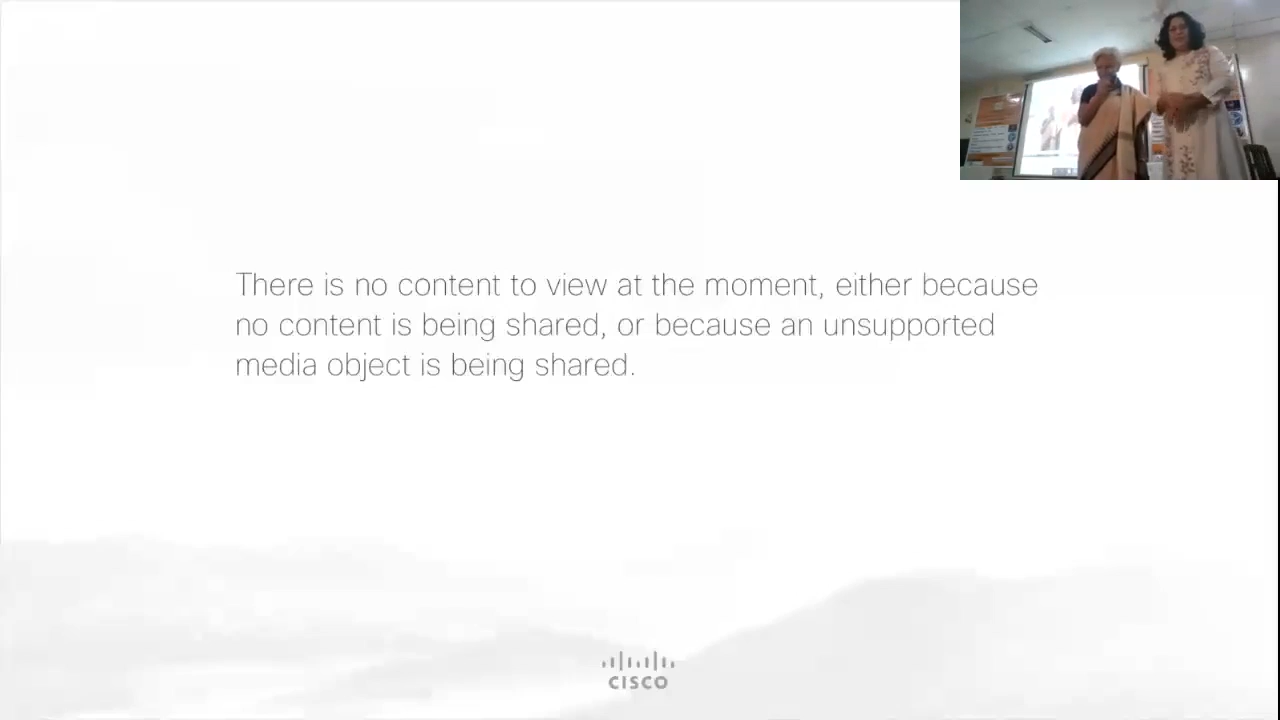 There is no content to view at the moment, either because
no content is being shared, or because an unsupported
media object is being shared.
CISCO